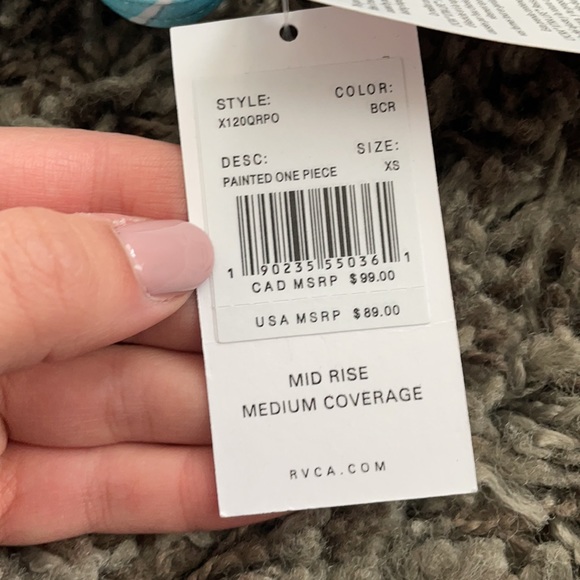 STYLE: COLOR:
X120QRPO BCR
DESC: SIZE:
PAINTED ONE PIECE XS
1 90235 55036 1
CAD MSRP $99.00
USA MSRP $89.00
MID RISE
MEDIUM COVERAGE
RVCA.COM